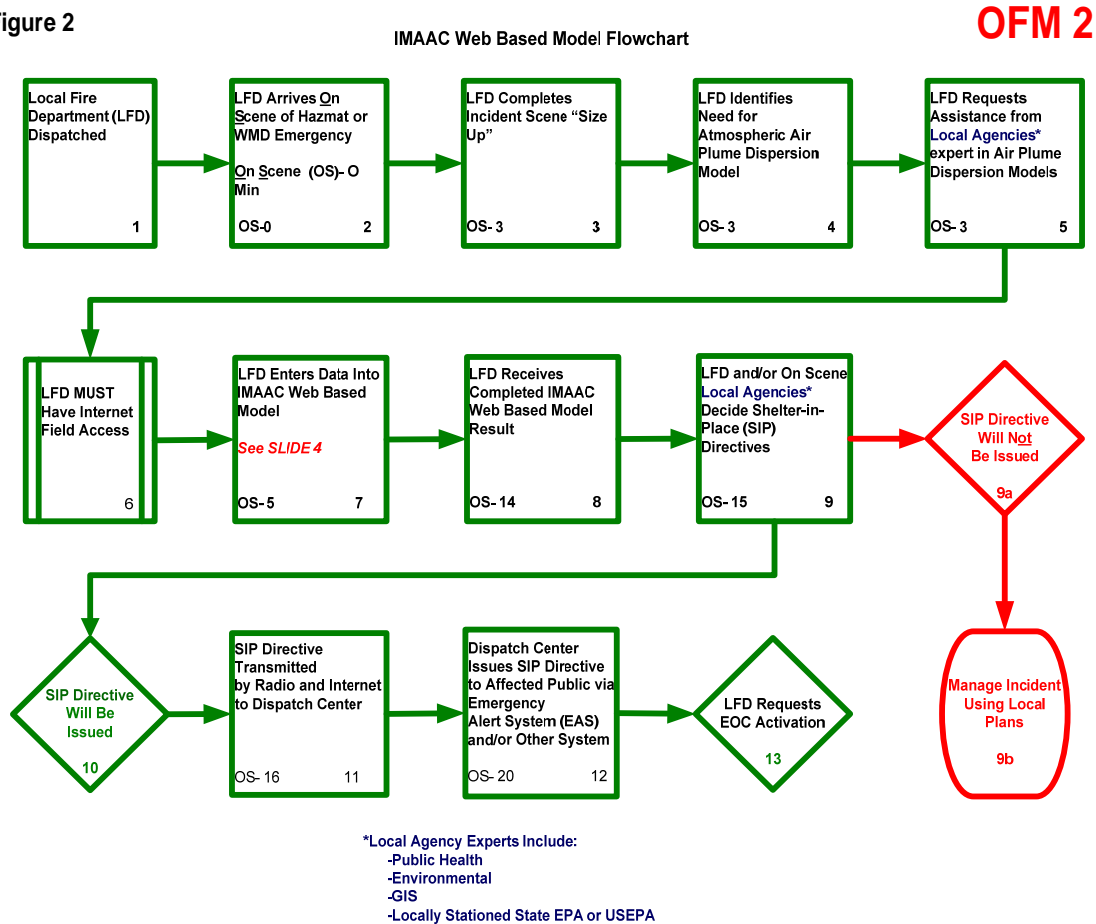 igure 2
OFM 2
IMAAC Web Based Model Flowchart
Local Fire
Department (LFD)
Dispatched
1
LFD Arrives On
Scene of Hazmat or
WMD Emergency
On Scene (OS)- O
Min
OS-0 2
LFD Completes
Incident Scene “Size
Up”
OS- 3 3
LFD Identifies
Need for
Atmospheric Air
Plume Dispersion
Model
OS- 3 4
LFD Requests
Assistance from
Local Agencies*
expert in Air Plume
Dispersion Models
OS- 3 5
LFD MUST
Have Internet
Field Access
6
LFD Enters Data Into
IMAAC Web Based
Model
See SLIDE 4
OS- 5 7
LFD Receives
Completed IMAAC
Web Based Model
Result
OS- 14 8
LFD and/or On Scene
Local Agencies*
Decide Shelter-in-
Place (SIP)
Directives
OS- 15 9
SIP Directive
Will Not
Be Issued
9a
SIP Directive
Will Be
Issued
10
SIP Directive
Transmitted
by Radio and Internet
to Dispatch Center
OS- 16 11
Dispatch Center
Issues SIP Directive
to Affected Public via
Emergency
Alert System (EAS)
and/or Other System
OS- 20 12
LFD Requests
EOC Activation
13
Manage Incident
Using Local
Plans
9b
*Local Agency Experts Include:
-Public Health
-Environmental
-GIS
-Locally Stationed State EPA or USEPA